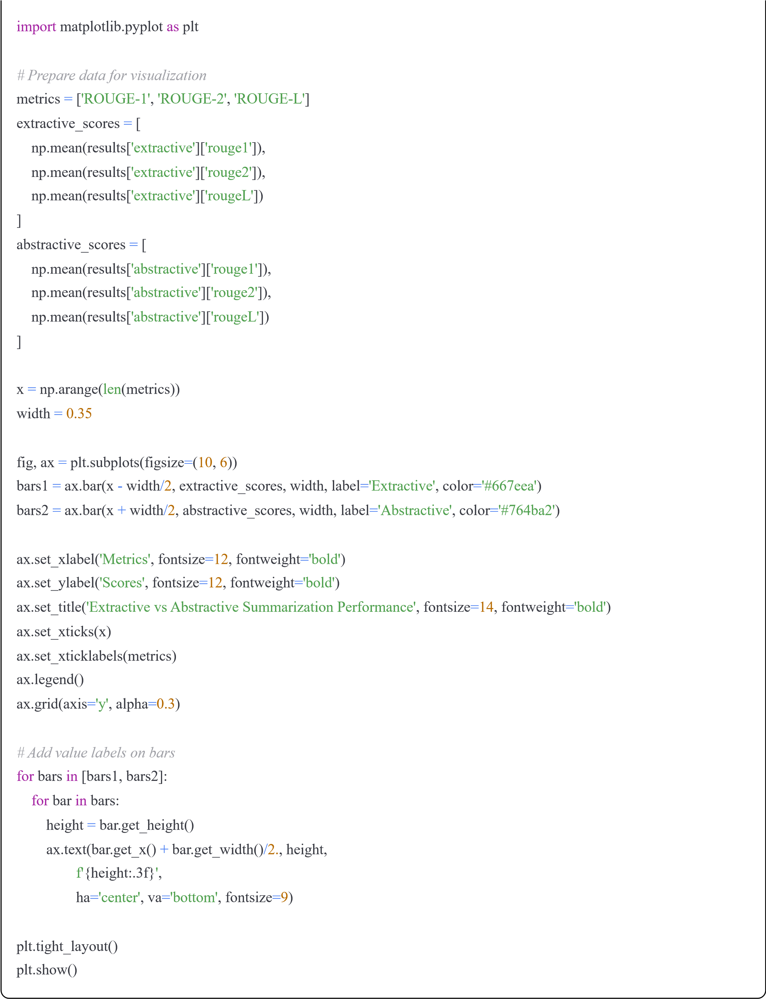 import matplotlib.pyplot as plt
# Prepare data for visualization
metrics = ['ROUGE-1', 'ROUGE-2', 'ROUGE-L']
extractive_scores = [
    np.mean(results['extractive']['rouge1']),
    np.mean(results['extractive']['rouge2']),
    np.mean(results['extractive']['rougeL'])
]
abstractive_scores = [
    np.mean(results['abstractive']['rouge1']),
    np.mean(results['abstractive']['rouge2']),
    np.mean(results['abstractive']['rougeL'])
]
x = np.arange(len(metrics))
width = 0.35
fig, ax = plt.subplots(figsize=(10, 6))
bars1 = ax.bar(x - width/2, extractive_scores, width, label='Extractive', color='#667eea')
bars2 = ax.bar(x + width/2, abstractive_scores, width, label='Abstractive', color='#764ba2')
ax.set_xlabel('Metrics', fontsize=12, fontweight='bold')
ax.set_ylabel('Scores', fontsize=12, fontweight='bold')
ax.set_title('Extractive vs Abstractive Summarization Performance', fontsize=14, fontweight='bold')
ax.set_xticks(x)
ax.set_xticklabels(metrics)
ax.legend()
ax.grid(axis='y', alpha=0.3)
# Add value labels on bars
for bars in [bars1, bars2]:
    for bar in bars:
        height = bar.get_height()
        ax.text(bar.get_x() + bar.get_width()/2., height,
                f'{height:.3f}',
                ha='center', va='bottom', fontsize=9)
plt.tight_layout()
plt.show()